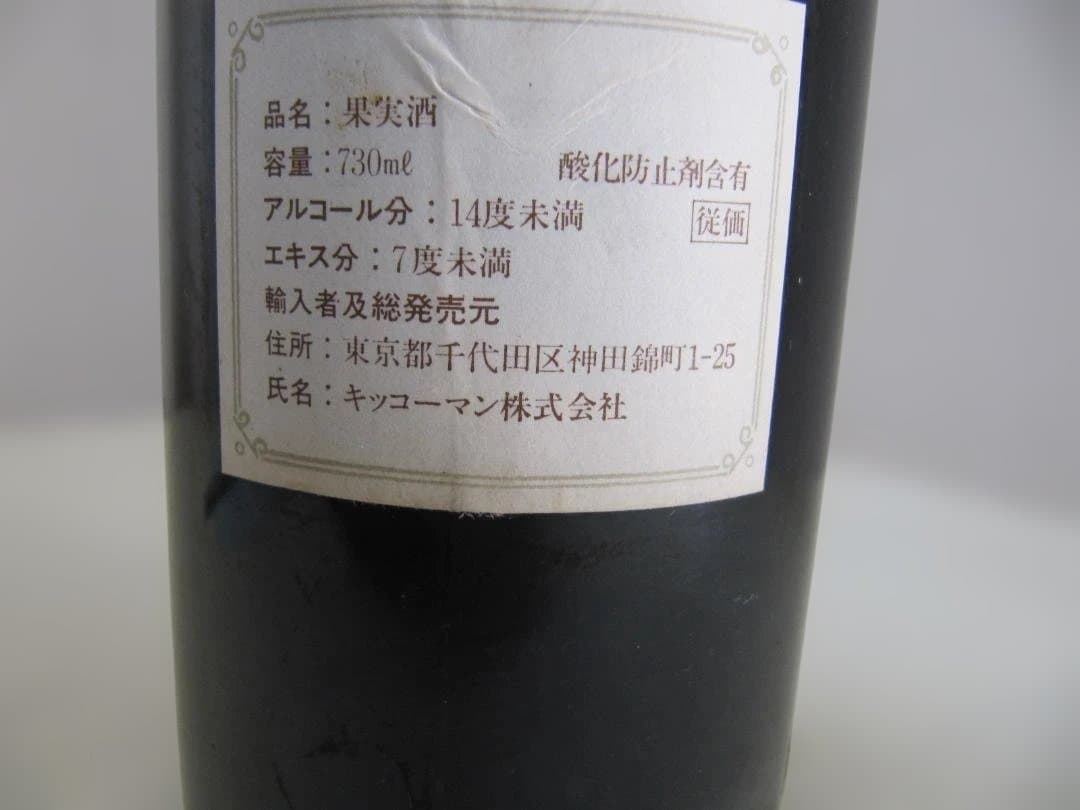 品名：果実酒
容量：730mℓ
酸化防止剤含有
アルコール分：14度未満
従価
エキス分：7度未満
輸入者及総発売元
住所：東京都千代田区神田錦町1-25
氏名：キッコーマン株式会社